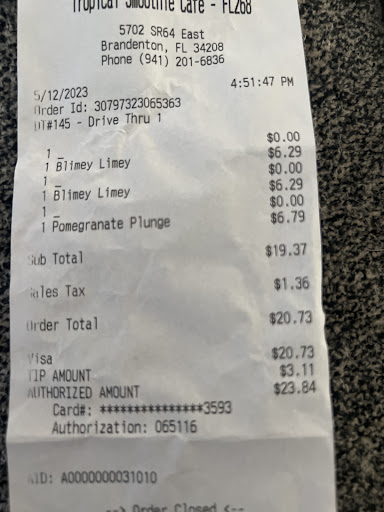 Tropical Smoothie Cafe - FL268
5702 SR64 East
Brandenton, FL 34208
Phone (941) 201-6836
5/12/2023 4:51:47 PM
Order Id: 30797323065363
#145 - Drive Thru 1
1 _ $0.00
1 Blimey Limey $6.29
1 _ $0.00
1 Blimey Limey $6.29
1 _ $0.00
1 Pomegranate Plunge $6.79
Sub Total $19.37
Sales Tax $1.36
Order Total $20.73
Visa $20.73
TIP AMOUNT $3.11
AUTHORIZED AMOUNT $23.84
Card#: ***************3593
Authorization: 065116
AID: A0000000031010
--> Order Closed <--